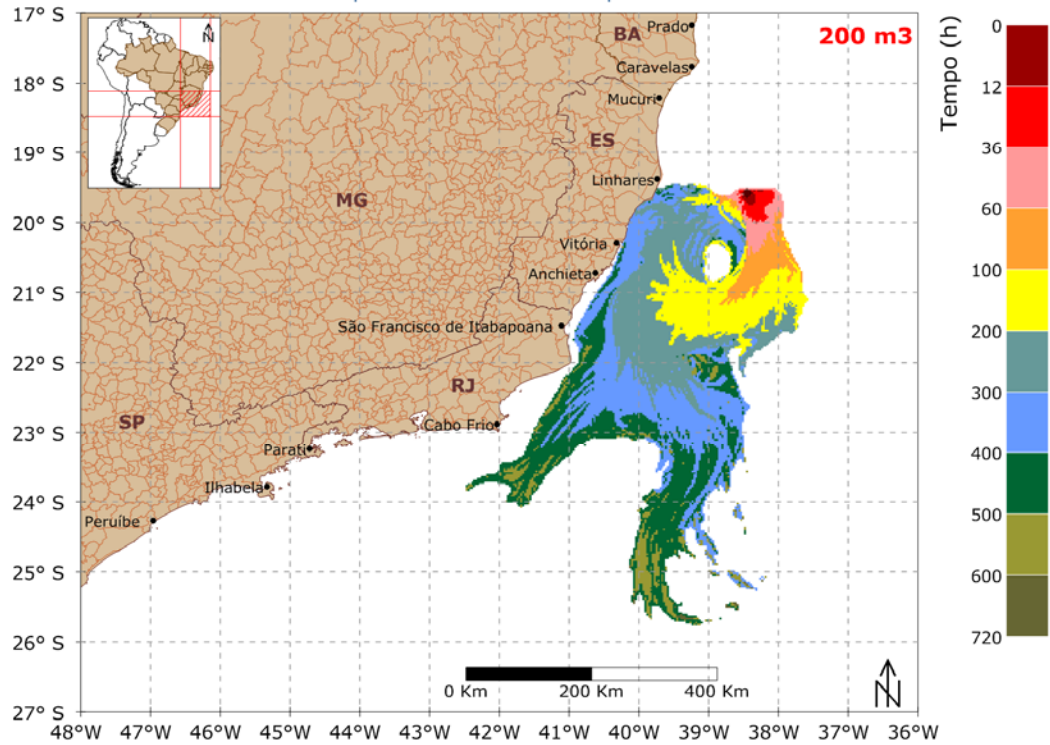 200 m3
Tempo (h)
0
12
36
60
100
200
300
400
500
600
720
17° S
18° S
19° S
20° S
21° S
22° S
23° S
24° S
25° S
26° S
27° S
N
BA
Prado
Caravelas
Mucuri
ES
Linhares
MG
Vitória
Anchieta
São Francisco de Itabapoana
RJ
SP
Cabo Frio
Parati
Ilhabela
Peruíbe
0 Km 200 Km 400 Km
N
48°W 47°W 46°W 45°W 44°W 43°W 42°W 41°W 40°W 39°W 38°W 37°W 36°W